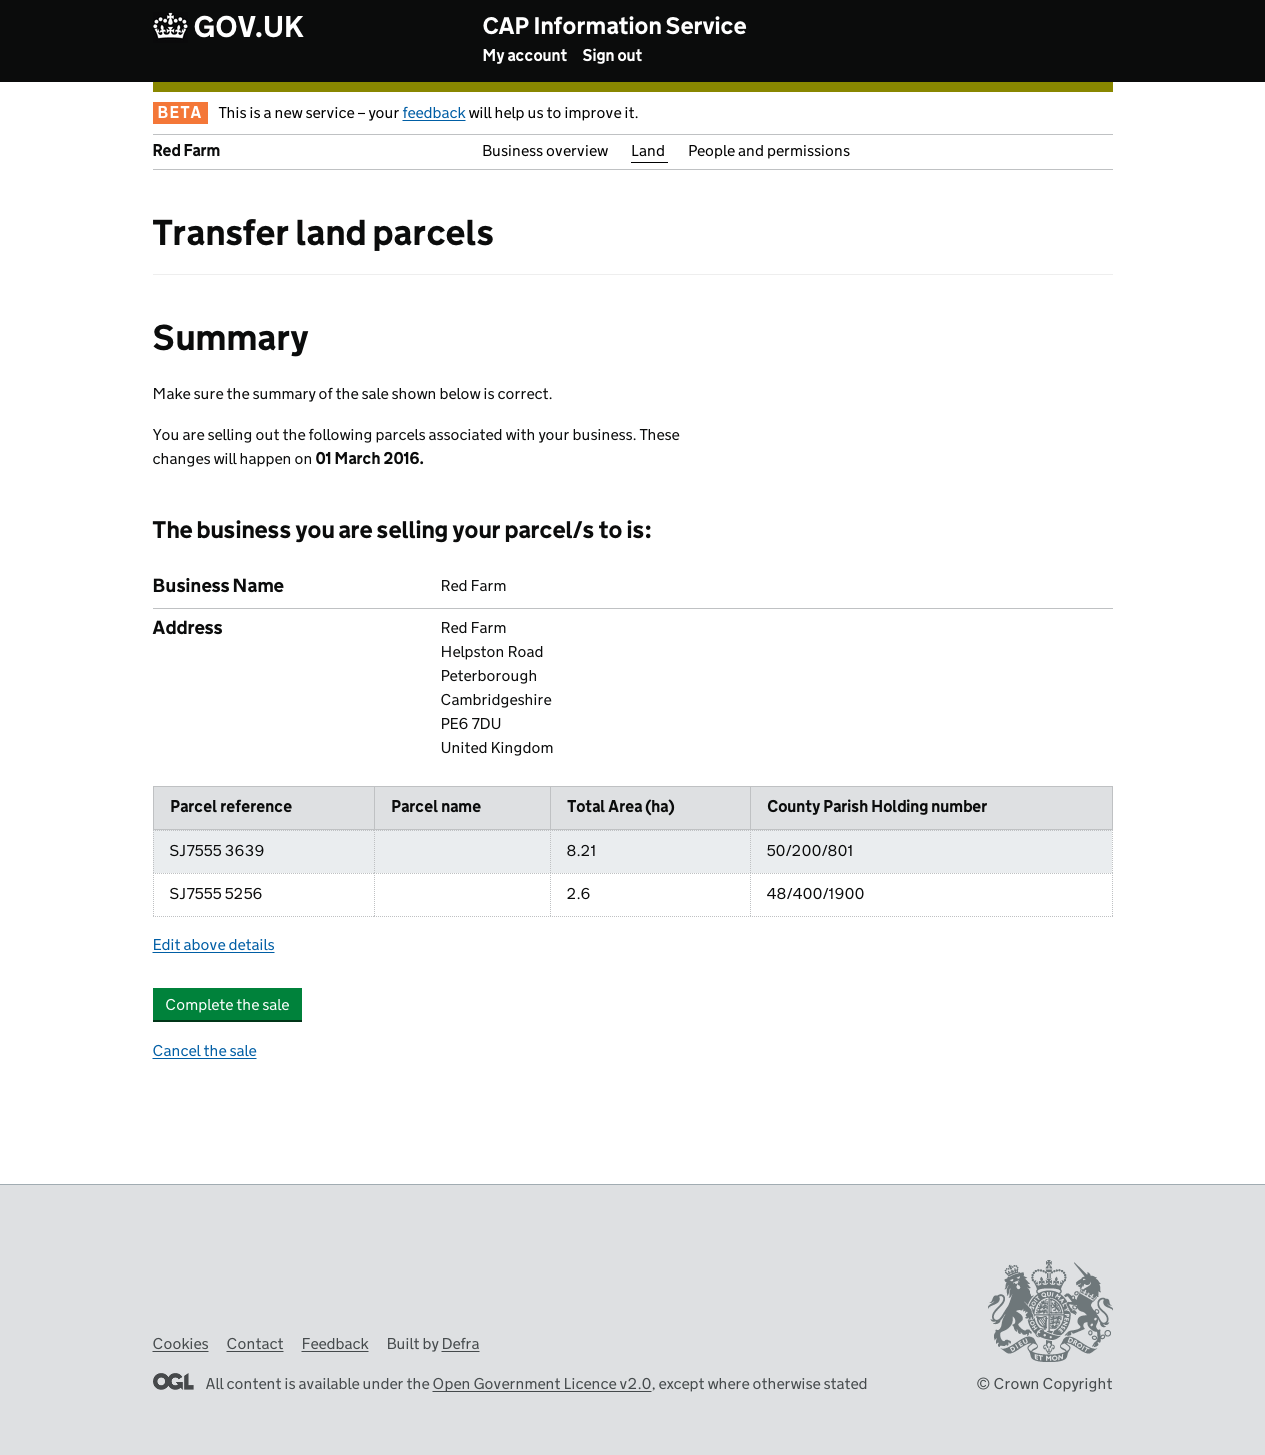 GOV.UK
CAP Information Service
My account Sign out
BETA This is a new service – your feedback will help us to improve it.
Red Farm
Business overview Land People and permissions
Transfer land parcels
Summary
Make sure the summary of the sale shown below is correct.
You are selling out the following parcels associated with your business. These
changes will happen on 01 March 2016.
The business you are selling your parcel/s to is:
Business Name Red Farm
Address Red Farm
Helpston Road
Peterborough
Cambridgeshire
PE6 7DU
United Kingdom
Parcel reference Parcel name Total Area (ha) County Parish Holding number
SJ7555 3639 8.21 50/200/801
SJ7555 5256 2.6 48/400/1900
Edit above details
Complete the sale
Cancel the sale
Cookies Contact Feedback Built by Defra
OGL All content is available under the Open Government Licence v2.0, except where otherwise stated
© Crown Copyright